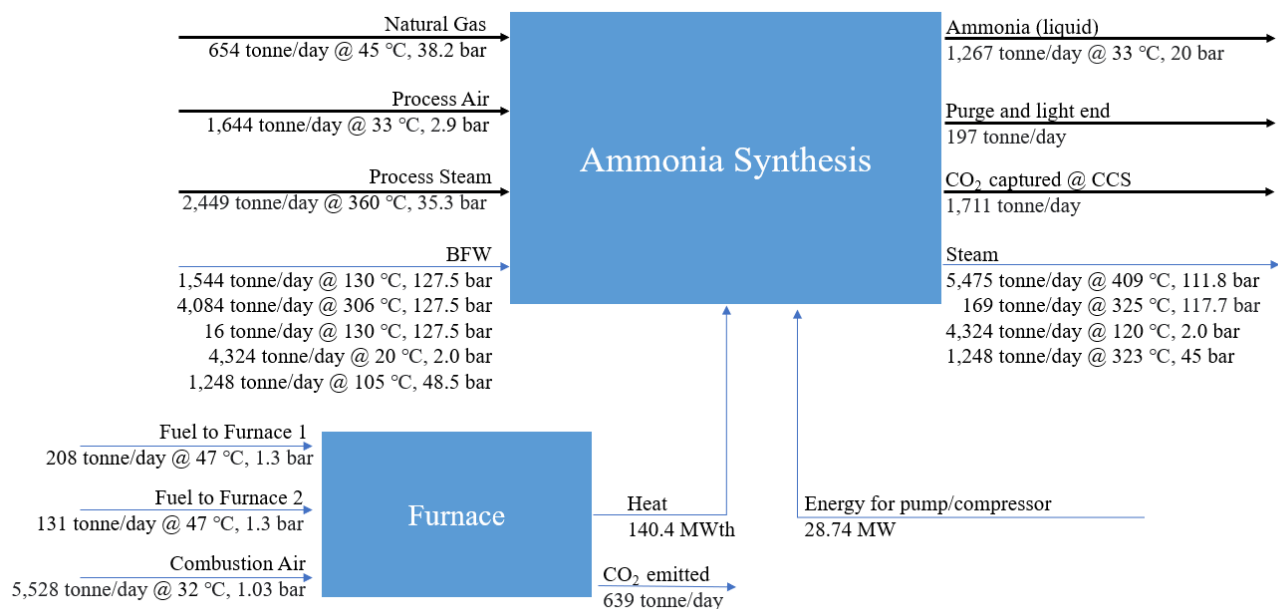 Natural Gas
654 tonne/day @ 45 ℃, 38.2 bar
Process Air
1,644 tonne/day @ 33 ℃, 2.9 bar
Process Steam
2,449 tonne/day @ 360 ℃, 35.3 bar
BFW
1,544 tonne/day @ 130 ℃, 127.5 bar
4,084 tonne/day @ 306 ℃, 127.5 bar
16 tonne/day @ 130 ℃, 127.5 bar
4,324 tonne/day @ 20 ℃, 2.0 bar
1,248 tonne/day @ 105 ℃, 48.5 bar
Ammonia Synthesis
Ammonia (liquid)
1,267 tonne/day @ 33 ℃, 20 bar
Purge and light end
197 tonne/day
CO₂ captured @ CCS
1,711 tonne/day
Steam
5,475 tonne/day @ 409 ℃, 111.8 bar
169 tonne/day @ 325 ℃, 117.7 bar
4,324 tonne/day @ 120 ℃, 2.0 bar
1,248 tonne/day @ 323 ℃, 45 bar
Fuel to Furnace 1
208 tonne/day @ 47 ℃, 1.3 bar
Fuel to Furnace 2
131 tonne/day @ 47 ℃, 1.3 bar
Combustion Air
5,528 tonne/day @ 32 ℃, 1.03 bar
Furnace
Heat
140.4 MWth
Energy for pump/compressor
28.74 MW
CO₂ emitted
639 tonne/day